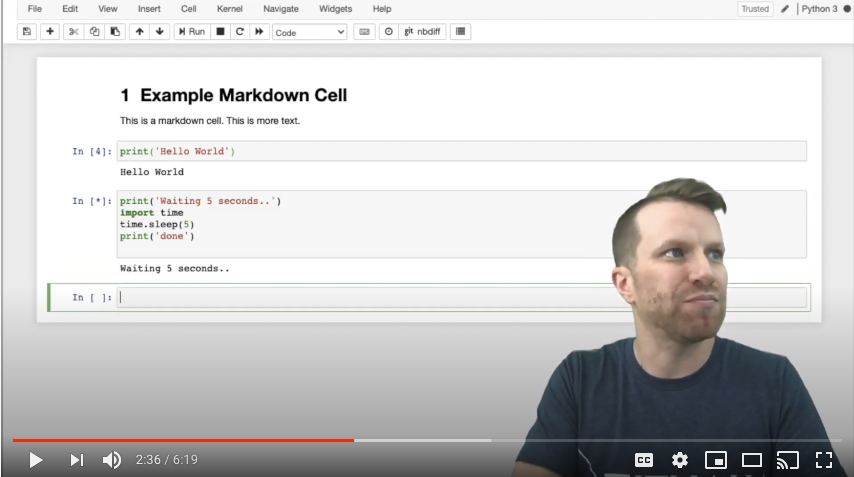 File Edit View Insert Cell Kernel Navigate Widgets Help Trusted Python 3
Run Code git nbdiff
1 Example Markdown Cell
This is a markdown cell. This is more text.
In [4]: print('Hello World')
Hello World
In [*]: print('Waiting 5 seconds..')
import time
time.sleep(5)
print('done')
Waiting 5 seconds..
In [ ]:
2:36 / 6:19 CC